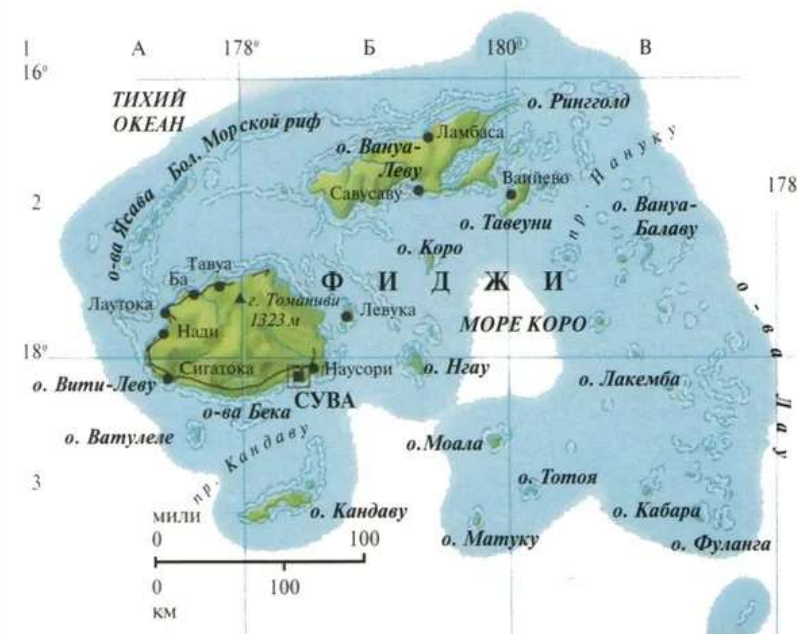 1 А 178° Б 180° В
16°
ТИХИЙ
ОКЕАН
Бол. Морской риф
о. Рингголд
Ламбаса
о. Вануа-
Леву
Савусаву
Ваийево
пр. Нануку
178
2
о-ва Ясава
о. Тавеуни
о. Вануа-
Балаву
о. Коро
Тавуа
Ба
ФИДЖИ
г. Томаниви
1323 м
Лаутока
Левука
МОРЕ КОРО
о-ва Лау
Нади
18°
Сигатока
Наусори
о. Нгау
о. Вити-Леву
СУВА
о. Лакемба
о-ва Бека
о. Ватулеле
пр. Кандаву
о. Моала
3
о. Тотоя
о. Кандаву
о. Кабара
о. Матуку
о. Фуланга
МИЛИ
0 100
0 100
КМ